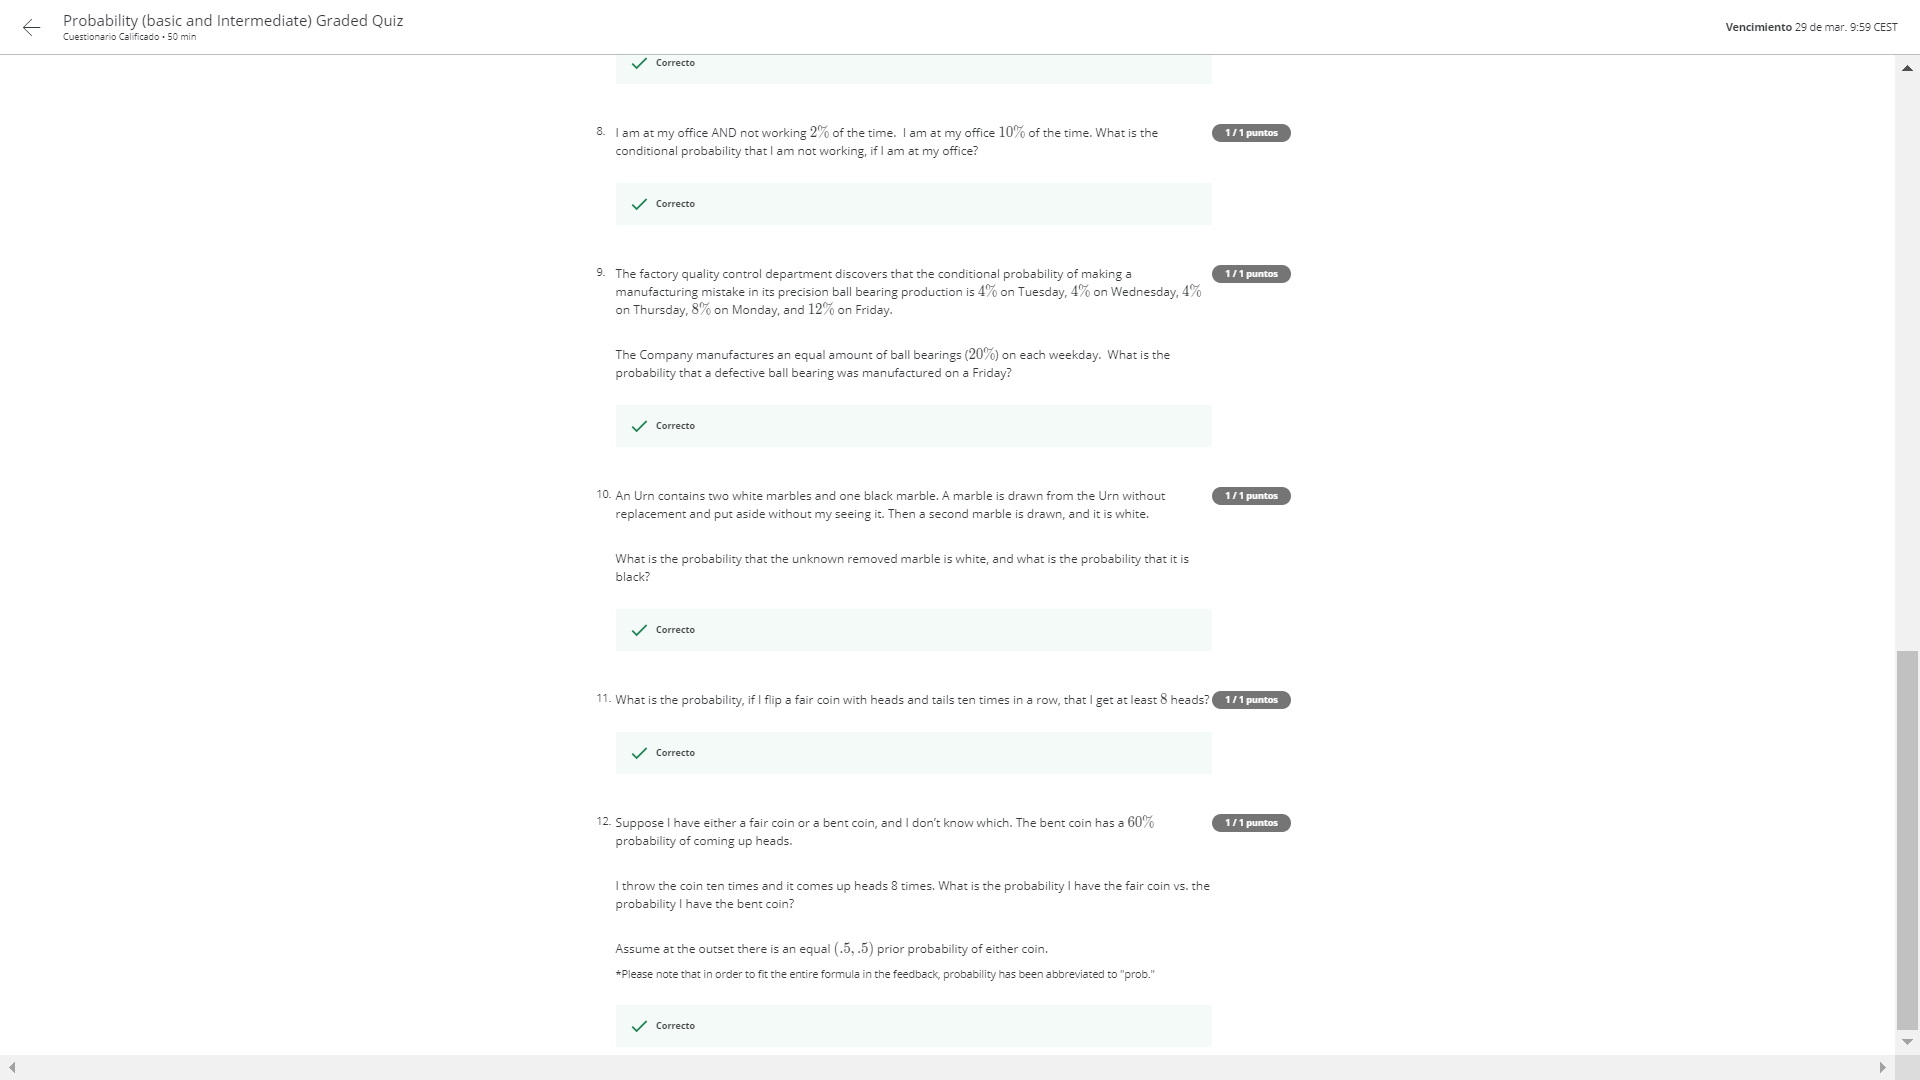 Probability (basic and Intermediate) Graded Quiz
Cuestionario Calificado • 50 min
Vencimiento 29 de mar. 9:59 CEST
Correcto
8. I am at my office AND not working 2% of the time.  I am at my office 10% of the time. What is the
conditional probability that I am not working, if I am at my office?
1 / 1 puntos
Correcto
9. The factory quality control department discovers that the conditional probability of making a
manufacturing mistake in its precision ball bearing production is 4% on Tuesday, 4% on Wednesday, 4%
on Thursday, 8% on Monday, and 12% on Friday.
1 / 1 puntos
The Company manufactures an equal amount of ball bearings (20%) on each weekday.  What is the
probability that a defective ball bearing was manufactured on a Friday?
Correcto
10. An Urn contains two white marbles and one black marble. A marble is drawn from the Urn without
replacement and put aside without my seeing it. Then a second marble is drawn, and it is white.
1 / 1 puntos
What is the probability that the unknown removed marble is white, and what is the probability that it is
black?
Correcto
11. What is the probability, if I flip a fair coin with heads and tails ten times in a row, that I get at least 8 heads?
1 / 1 puntos
Correcto
12. Suppose I have either a fair coin or a bent coin, and I don’t know which. The bent coin has a 60%
probability of coming up heads.
1 / 1 puntos
I throw the coin ten times and it comes up heads 8 times. What is the probability I have the fair coin vs. the
probability I have the bent coin?
Assume at the outset there is an equal (.5, .5) prior probability of either coin.
*Please note that in order to fit the entire formula in the feedback, probability has been abbreviated to "prob."
Correcto